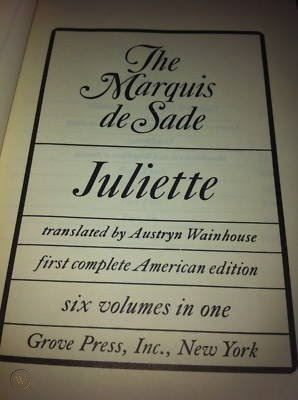 The
Marquis
de Sade
Juliette
translated by Austryn Wainhouse
first complete American edition
six volumes in one
Grove Press, Inc., New York